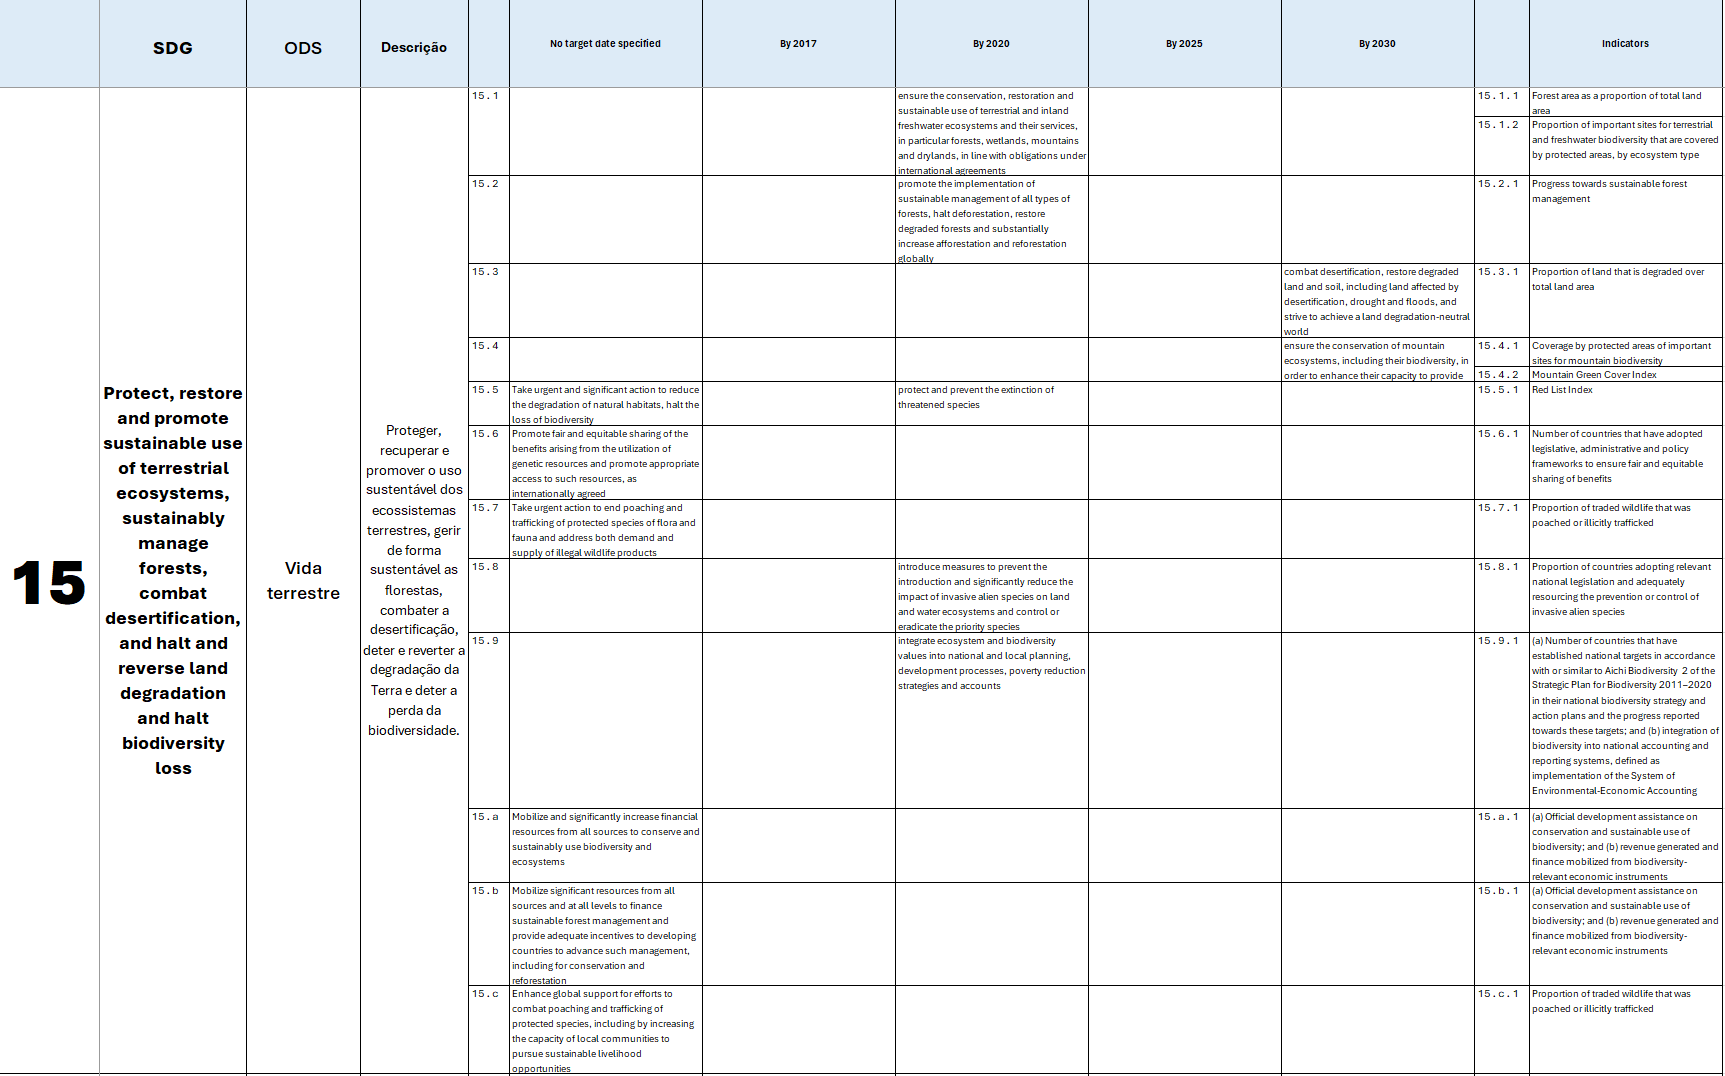 SDG
ODS
Descrição
No target date specified
By 2017
By 2020
By 2025
By 2030
Indicators
15
Protect, restore
and promote
sustainable use
of terrestrial
ecosystems,
sustainably
manage
forests,
combat
desertification,
and halt and
reverse land
degradation
and halt
biodiversity
loss
Vida
terrestre
Proteger,
recuperar e
promover o uso
sustentável dos
ecossistemas
terrestres, gerir
de forma
sustentável as
florestas,
combater a
desertificação,
deter e reverter a
degradação da
Terra e deter a
perda da
biodiversidade.
15.1
ensure the conservation, restoration and
sustainable use of terrestrial and inland
freshwater ecosystems and their services,
in particular forests, wetlands, mountains
and drylands, in line with obligations under
international agreements
15.1.1
Forest area as a proportion of total land
area
15.1.2
Proportion of important sites for terrestrial
and freshwater biodiversity that are covered
by protected areas, by ecosystem type
15.2
promote the implementation of
sustainable management of all types of
forests, halt deforestation, restore
degraded forests and substantially
increase afforestation and reforestation
globally
15.2.1
Progress towards sustainable forest
management
15.3
combat desertification, restore degraded
land and soil, including land affected by
desertification, drought and floods, and
strive to achieve a land degradation-neutral
world
15.3.1
Proportion of land that is degraded over
total land area
15.4
ensure the conservation of mountain
ecosystems, including their biodiversity, in
order to enhance their capacity to provide
15.4.1
Coverage by protected areas of important
sites for mountain biodiversity
15.4.2
Mountain Green Cover Index
15.5
Take urgent and significant action to reduce
the degradation of natural habitats, halt the
loss of biodiversity
protect and prevent the extinction of
threatened species
15.5.1
Red List Index
15.6
Promote fair and equitable sharing of the
benefits arising from the utilization of
genetic resources and promote appropriate
access to such resources, as
internationally agreed
15.6.1
Number of countries that have adopted
legislative, administrative and policy
frameworks to ensure fair and equitable
sharing of benefits
15.7
Take urgent action to end poaching and
trafficking of protected species of flora and
fauna and address both demand and
supply of illegal wildlife products
15.7.1
Proportion of traded wildlife that was
poached or illicitly trafficked
15.8
introduce measures to prevent the
introduction and significantly reduce the
impact of invasive alien species on land
and water ecosystems and control or
eradicate the priority species
15.8.1
Proportion of countries adopting relevant
national legislation and adequately
resourcing the prevention or control of
invasive alien species
15.9
integrate ecosystem and biodiversity
values into national and local planning,
development processes, poverty reduction
strategies and accounts
15.9.1
(a) Number of countries that have
established national targets in accordance
with or similar to Aichi Biodiversity  2 of the
Strategic Plan for Biodiversity 2011–2020
in their national biodiversity strategy and
action plans and the progress reported
towards these targets; and (b) integration of
biodiversity into national accounting and
reporting systems, defined as
implementation of the System of
Environmental-Economic Accounting
15.a
Mobilize and significantly increase financial
resources from all sources to conserve and
sustainably use biodiversity and
ecosystems
15.a.1
(a) Official development assistance on
conservation and sustainable use of
biodiversity; and (b) revenue generated and
finance mobilized from biodiversity-
relevant economic instruments
15.b
Mobilize significant resources from all
sources and at all levels to finance
sustainable forest management and
provide adequate incentives to developing
countries to advance such management,
including for conservation and
reforestation
15.b.1
(a) Official development assistance on
conservation and sustainable use of
biodiversity; and (b) revenue generated and
finance mobilized from biodiversity-
relevant economic instruments
15.c
Enhance global support for efforts to
combat poaching and trafficking of
protected species, including by increasing
the capacity of local communities to
pursue sustainable livelihood
opportunities
15.c.1
Proportion of traded wildlife that was
poached or illicitly trafficked